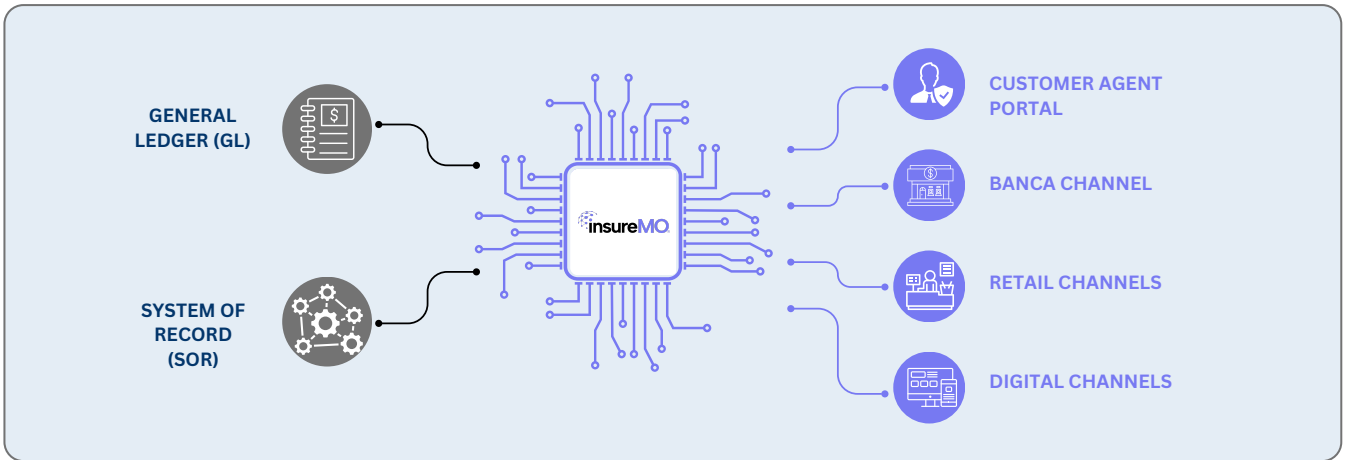 GENERAL
LEDGER (GL)
$
SYSTEM OF
RECORD
(SOR)
insureMO
CUSTOMER AGENT
PORTAL
$
BANCA CHANNEL
RETAIL CHANNELS
DIGITAL CHANNELS